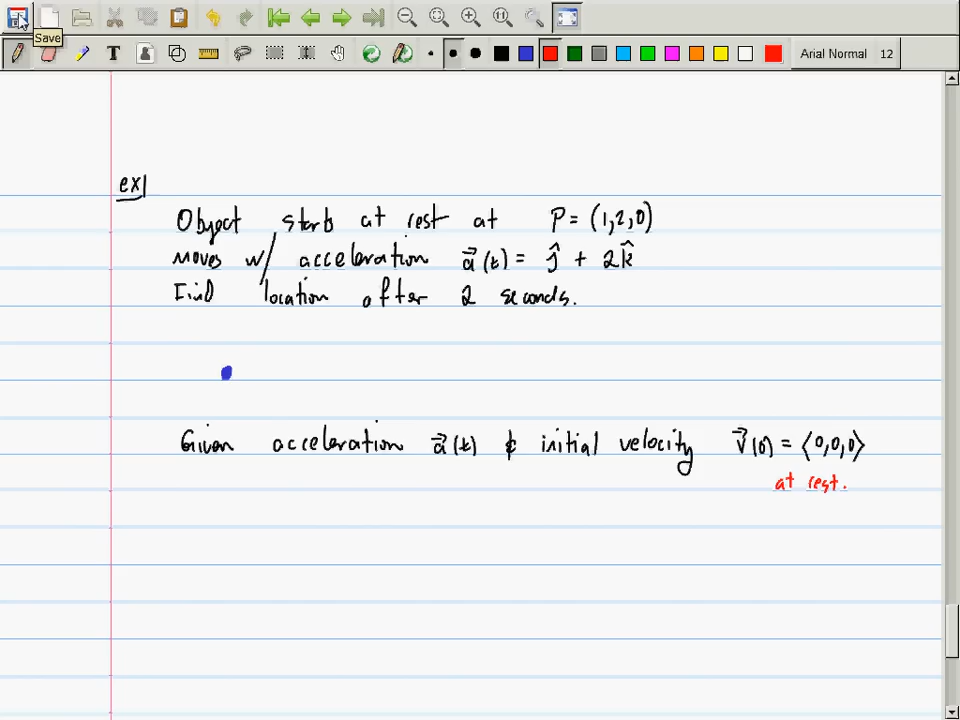 Save
T
Arial Normal 12
ex1
Object starts at rest at P = (1,2,0)
moves w/ acceleration a⃗(t) = ĵ + 2k̂
Find location after 2 seconds.
Given acceleration a⃗(t) & initial velocity v⃗(0) = ⟨0,0,0⟩
at rest.